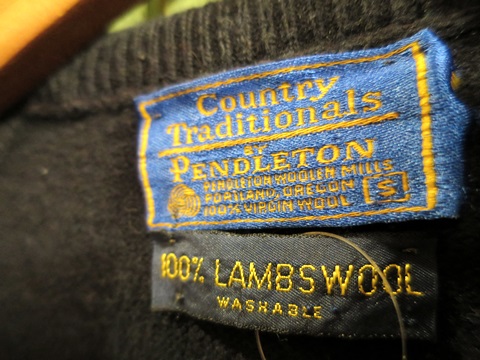 Country
Traditionals
BY
PENDLETON
PENDLETON WOOLEN MILLS
PORTLAND, OREGON
100% VIRGIN WOOL
S
100% LAMBSWOOL
WASHABLE